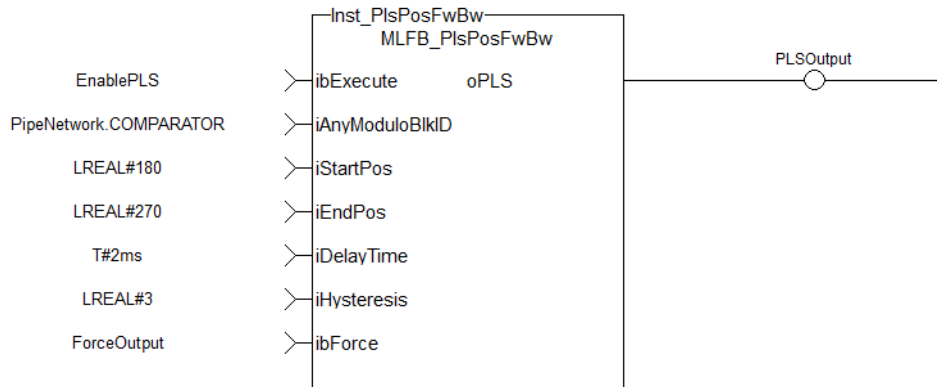 Inst_PlsPosFwBw
MLFB_PlsPosFwBw
PLSOutput
EnablePLS ibExecute oPLS
PipeNetwork.COMPARATOR iAnyModuloBlkID
LREAL#180 iStartPos
LREAL#270 iEndPos
T#2ms iDelayTime
LREAL#3 iHysteresis
ForceOutput ibForce